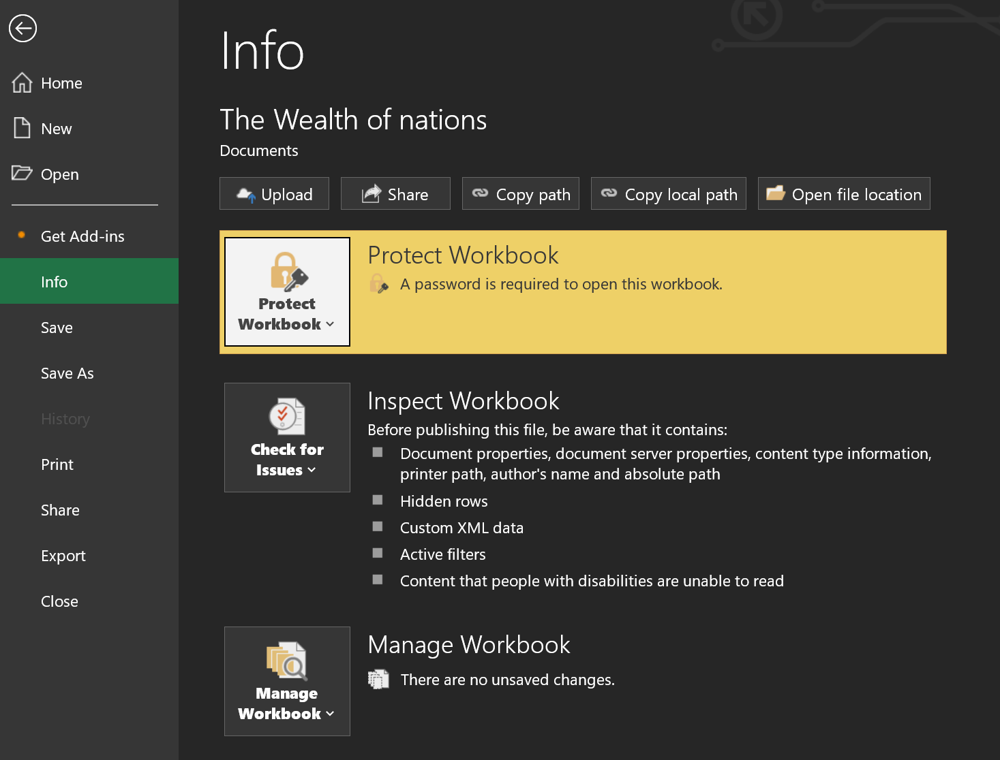 Info
Home
New
Open
Get Add-ins
Info
Save
Save As
History
Print
Share
Export
Close
The Wealth of nations
Documents
Upload
Share
Copy path
Copy local path
Open file location
Protect
Workbook
Protect Workbook
A password is required to open this workbook.
Check for
Issues
Inspect Workbook
Before publishing this file, be aware that it contains:
Document properties, document server properties, content type information,
printer path, author's name and absolute path
Hidden rows
Custom XML data
Active filters
Content that people with disabilities are unable to read
Manage
Workbook
Manage Workbook
There are no unsaved changes.